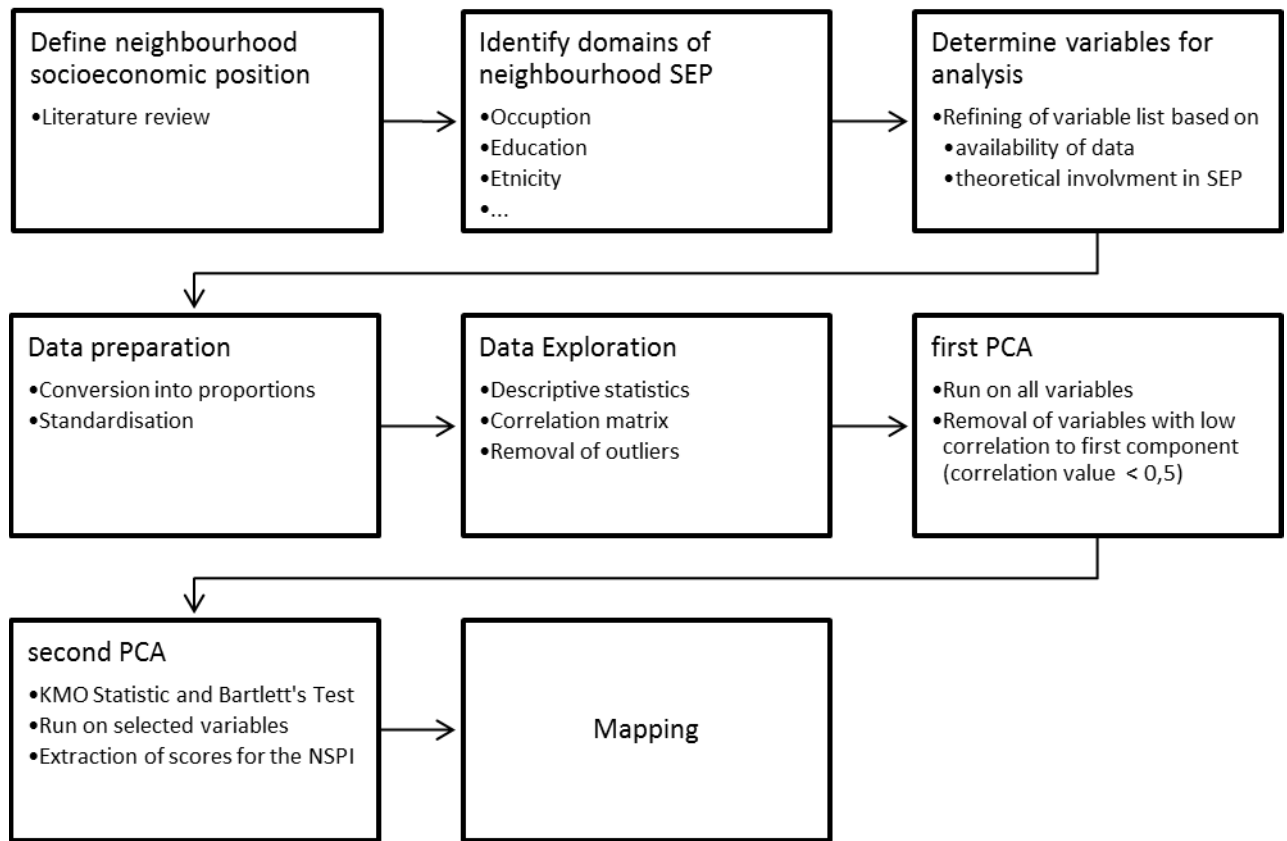 Define neighbourhood
socioeconomic position
•Literature review
Identify domains of
neighbourhood SEP
•Occuption
•Education
•Etnicity
•...
Determine variables for
analysis
•Refining of variable list based on
•availability of data
•theoretical involvment in SEP
Data preparation
•Conversion into proportions
•Standardisation
Data Exploration
•Descriptive statistics
•Correlation matrix
•Removal of outliers
first PCA
•Run on all variables
•Removal of variables with low
correlation to first component
(correlation value < 0,5)
second PCA
•KMO Statistic and Bartlett's Test
•Run on selected variables
•Extraction of scores for the NSPI
Mapping